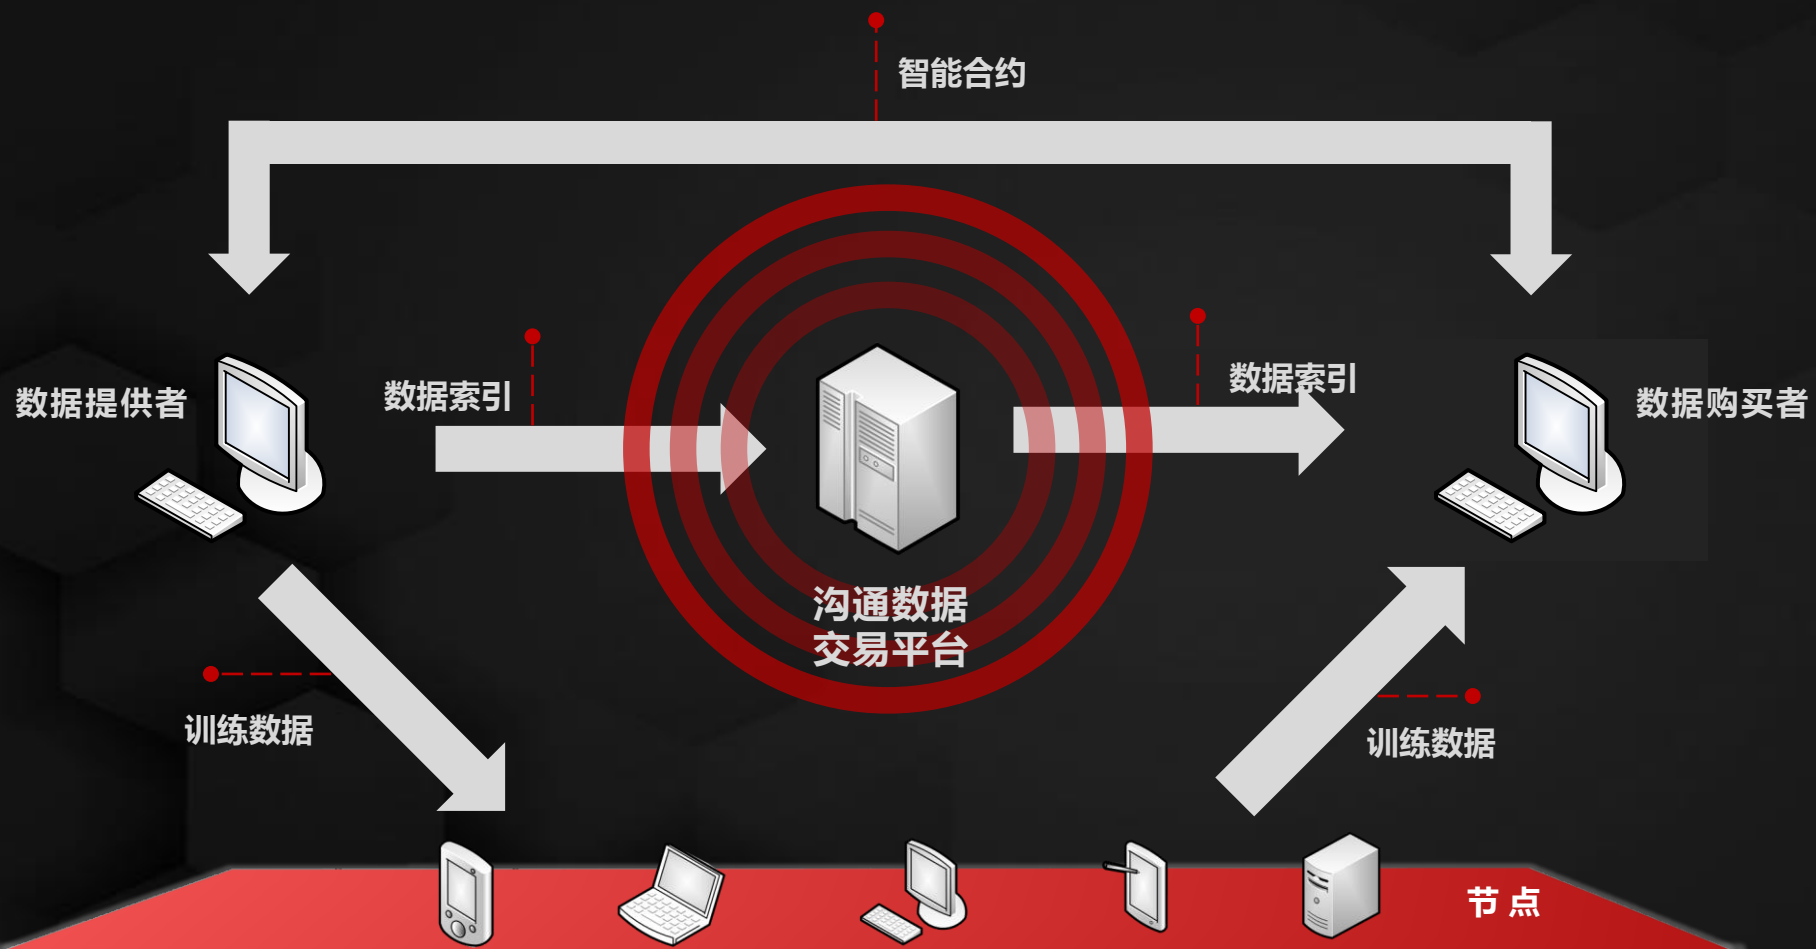 智能合约
数据提供者
数据索引
数据索引
数据购买者
沟通数据
交易平台
训练数据
训练数据
节点